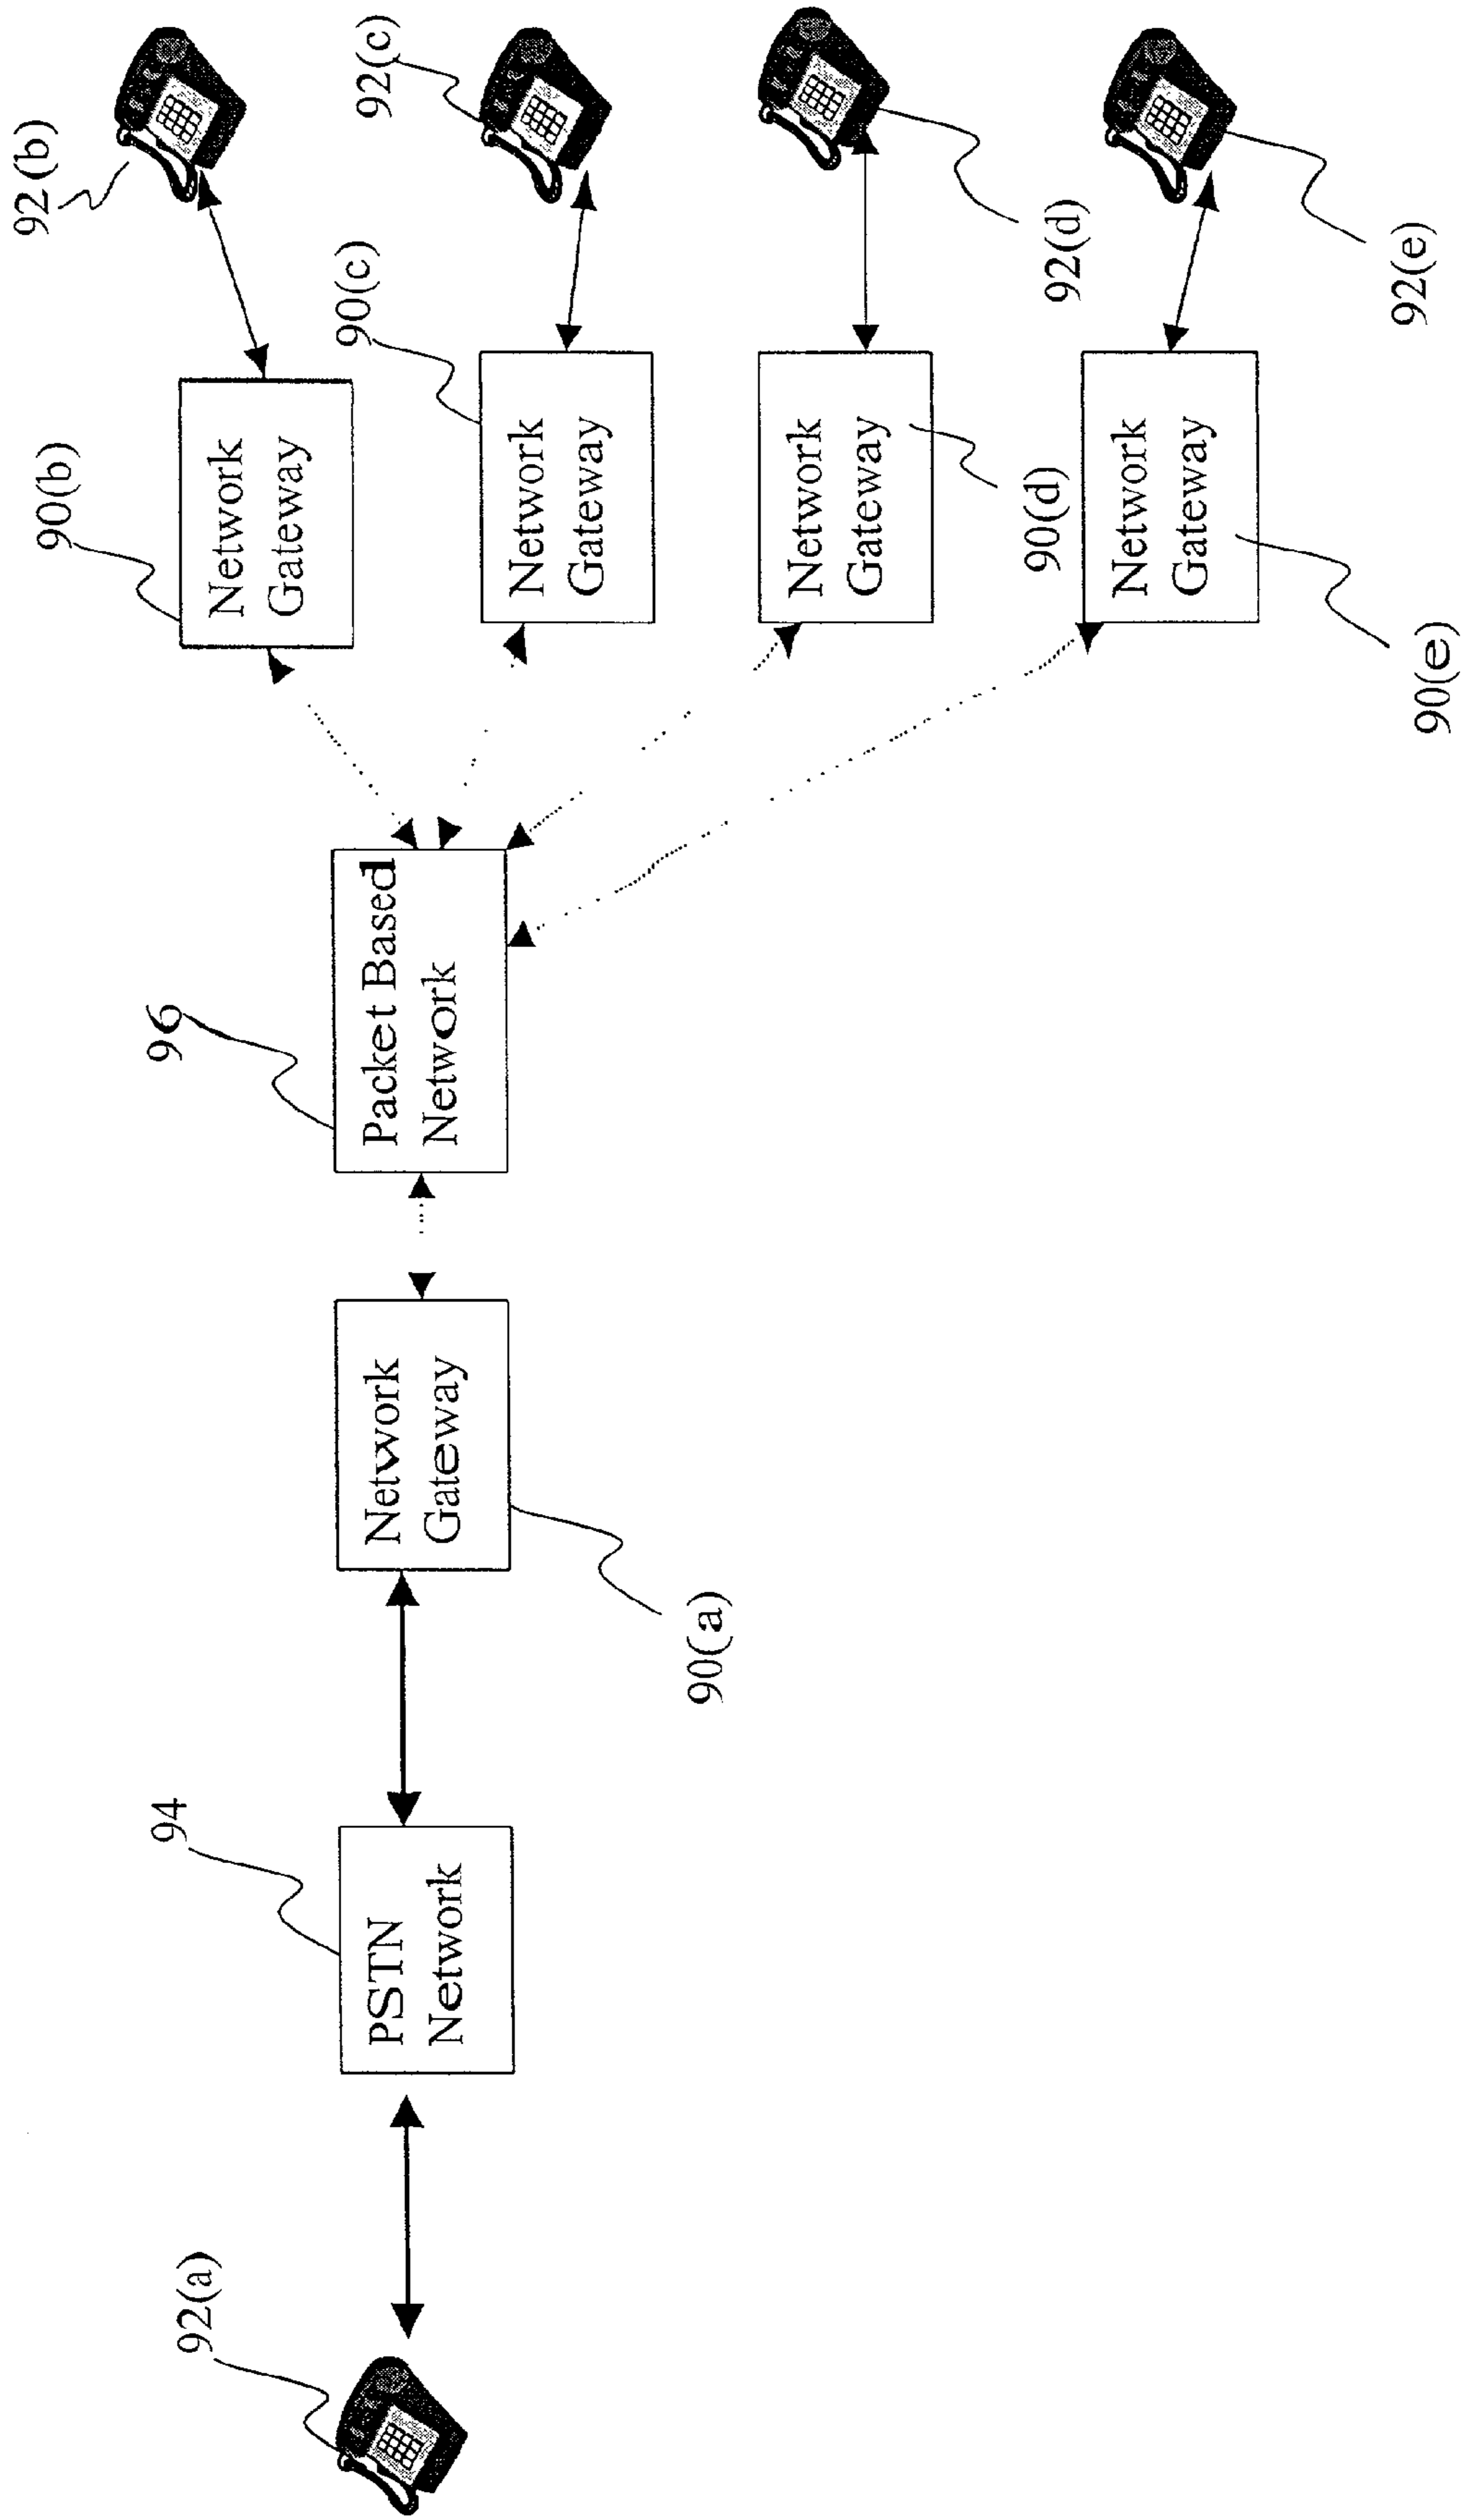 92(b)
90(b)
Network
Gateway
92(c)
90(c)
Network
Gateway
96
Packet Based
Network
92(a)
94
PSTN
Network
Network
Gateway
90(a)
Network
Gateway
90(d)
92(d)
Network
Gateway
90(e)
92(e)